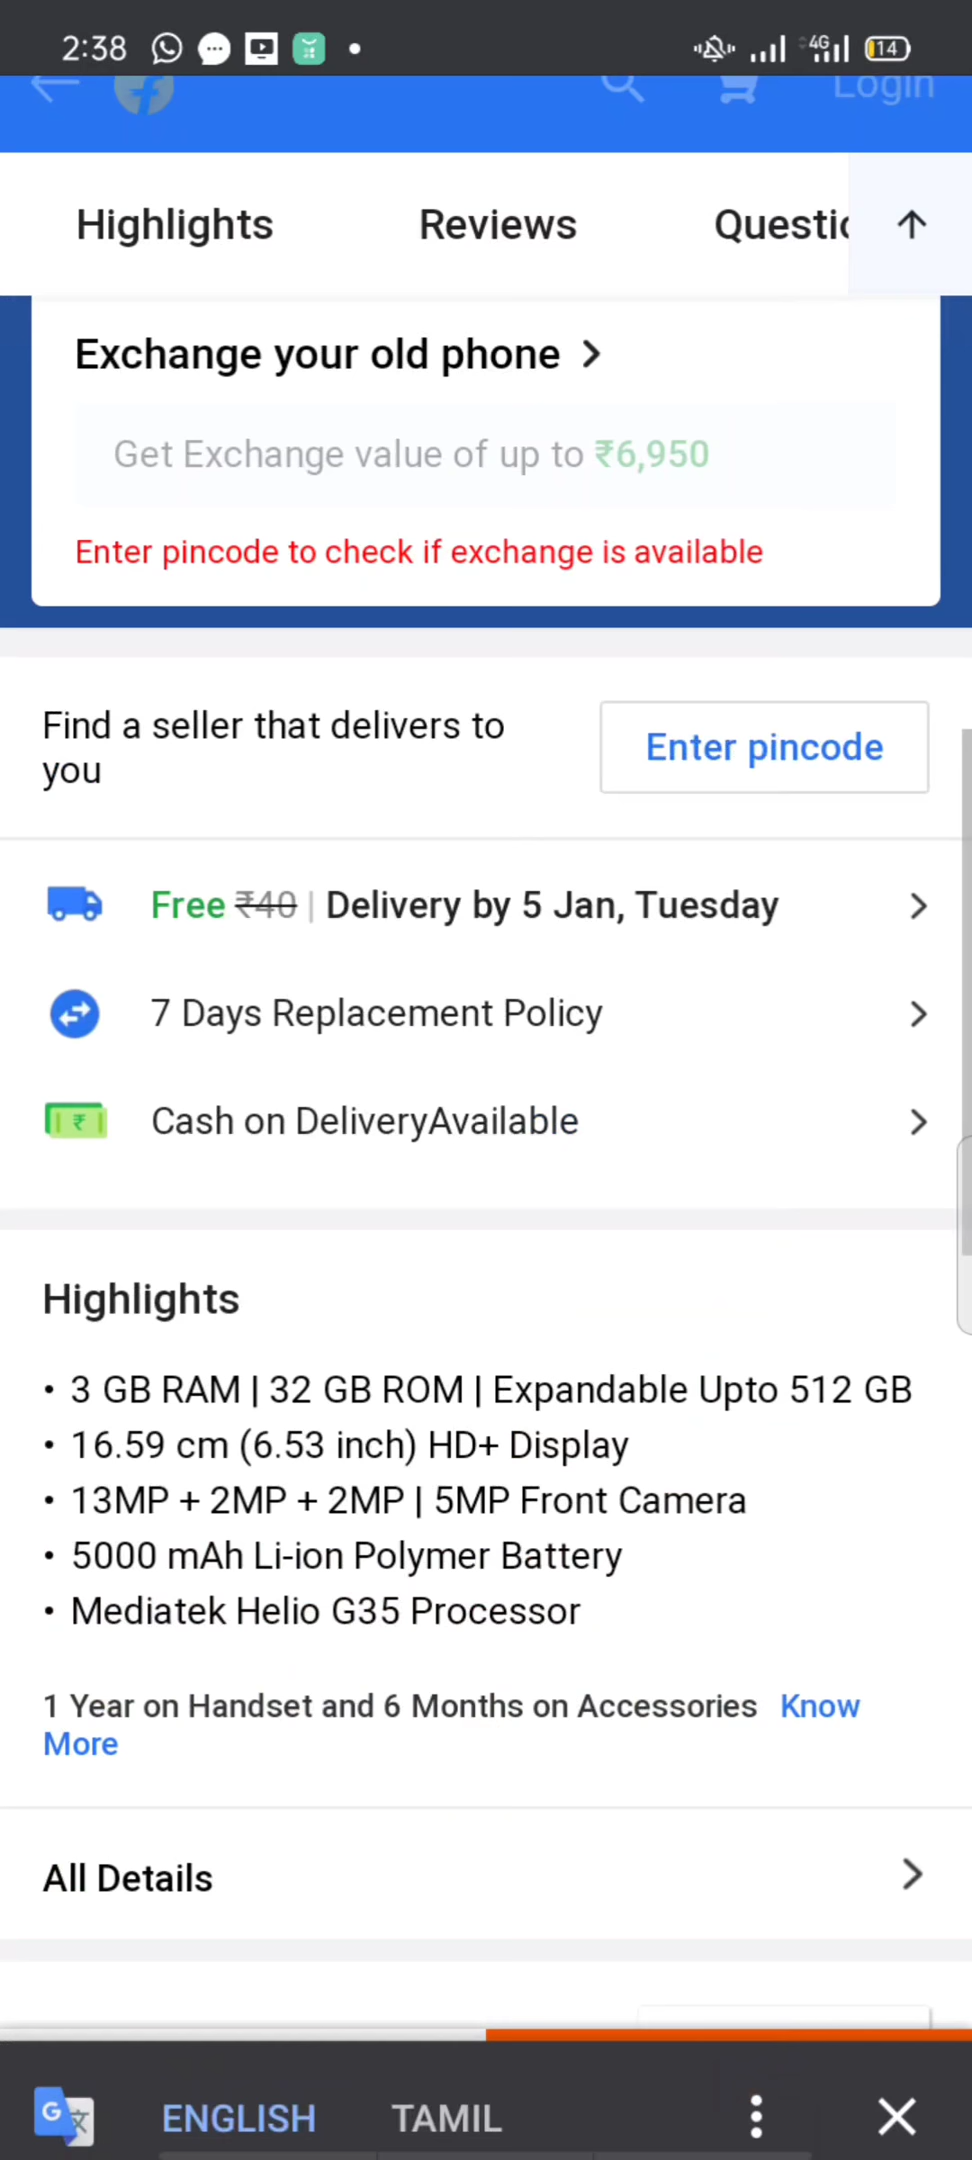 2:38
4G
14
Login
Highlights
Reviews
Questic
Exchange your old phone
Get Exchange value of up to ₹6,950
Enter pincode to check if exchange is available
Find a seller that delivers to
you
Enter pincode
Free ₹40 | Delivery by 5 Jan, Tuesday
7 Days Replacement Policy
₹
Cash on DeliveryAvailable
Highlights
• 3 GB RAM | 32 GB ROM | Expandable Upto 512 GB
• 16.59 cm (6.53 inch) HD+ Display
• 13MP + 2MP + 2MP | 5MP Front Camera
• 5000 mAh Li-ion Polymer Battery
• Mediatek Helio G35 Processor
1 Year on Handset and 6 Months on Accessories Know
More
All Details
G 文
ENGLISH
TAMIL